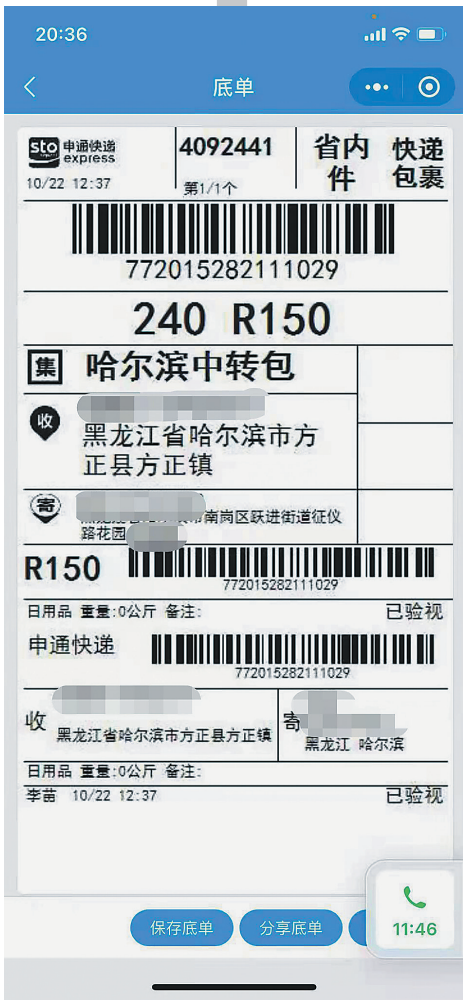 20:36
底单
sto 申通快递
express
4092441
省内件
快递包裹
10/22 12:37
第1/1个
772015282111029
240 R150
集 哈尔滨中转包
收
黑龙江省哈尔滨市方
正县方正镇
寄
南岗区跃进街道征仪
路花园
R150
772015282111029
日用品 重量:0公斤 备注:
已验视
申通快递
772015282111029
收
黑龙江省哈尔滨市方正县方正镇
寄
黑龙江 哈尔滨
日用品 重量:0公斤 备注:
李苗 10/22 12:37
已验视
保存底单
分享底单
11:46